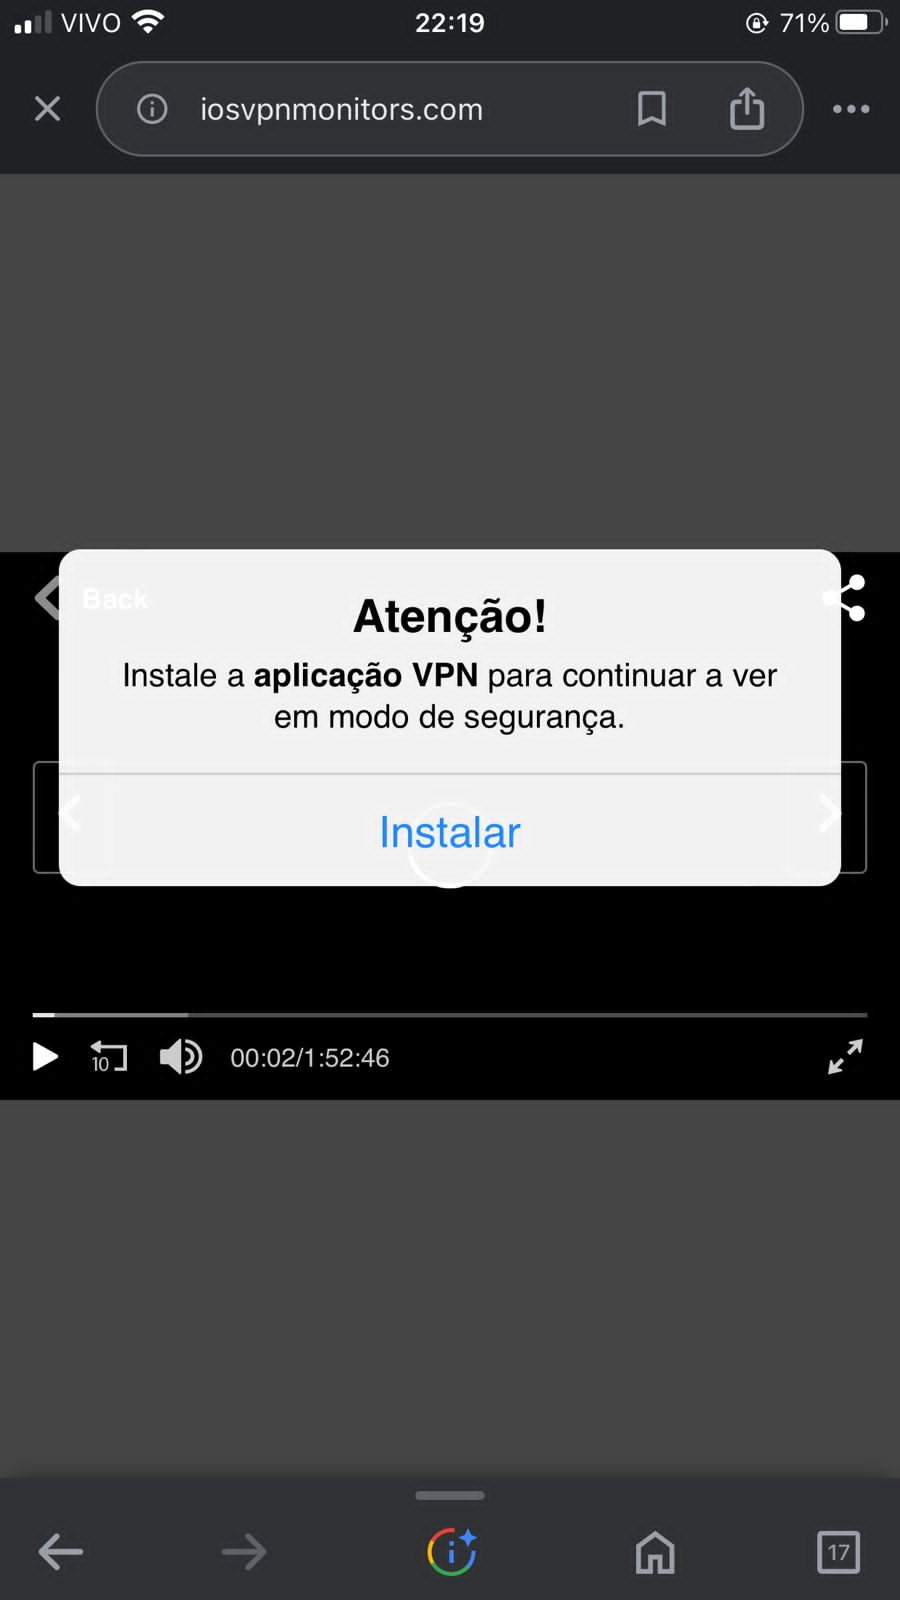 VIVO 22:19 71%
iosvpnmonitors.com
Back
Atenção!
Instale a aplicação VPN para continuar a ver
em modo de segurança.
Instalar
10 00:02/1:52:46
17